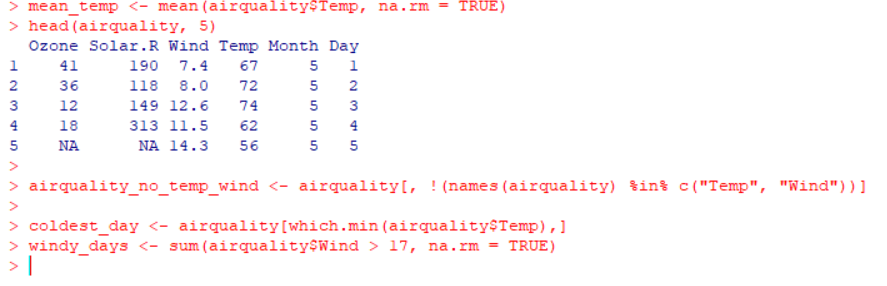 > mean_temp <- mean(airquality$Temp, na.rm = TRUE)
> head(airquality, 5)
  Ozone Solar.R Wind Temp Month Day
1    41     190  7.4   67     5   1
2    36     118  8.0   72     5   2
3    12     149 12.6   74     5   3
4    18     313 11.5   62     5   4
5    NA      NA 14.3   56     5   5
>
> airquality_no_temp_wind <- airquality[, !(names(airquality) %in% c("Temp", "Wind"))]
>
> coldest_day <- airquality[which.min(airquality$Temp),]
> windy_days <- sum(airquality$Wind > 17, na.rm = TRUE)
>